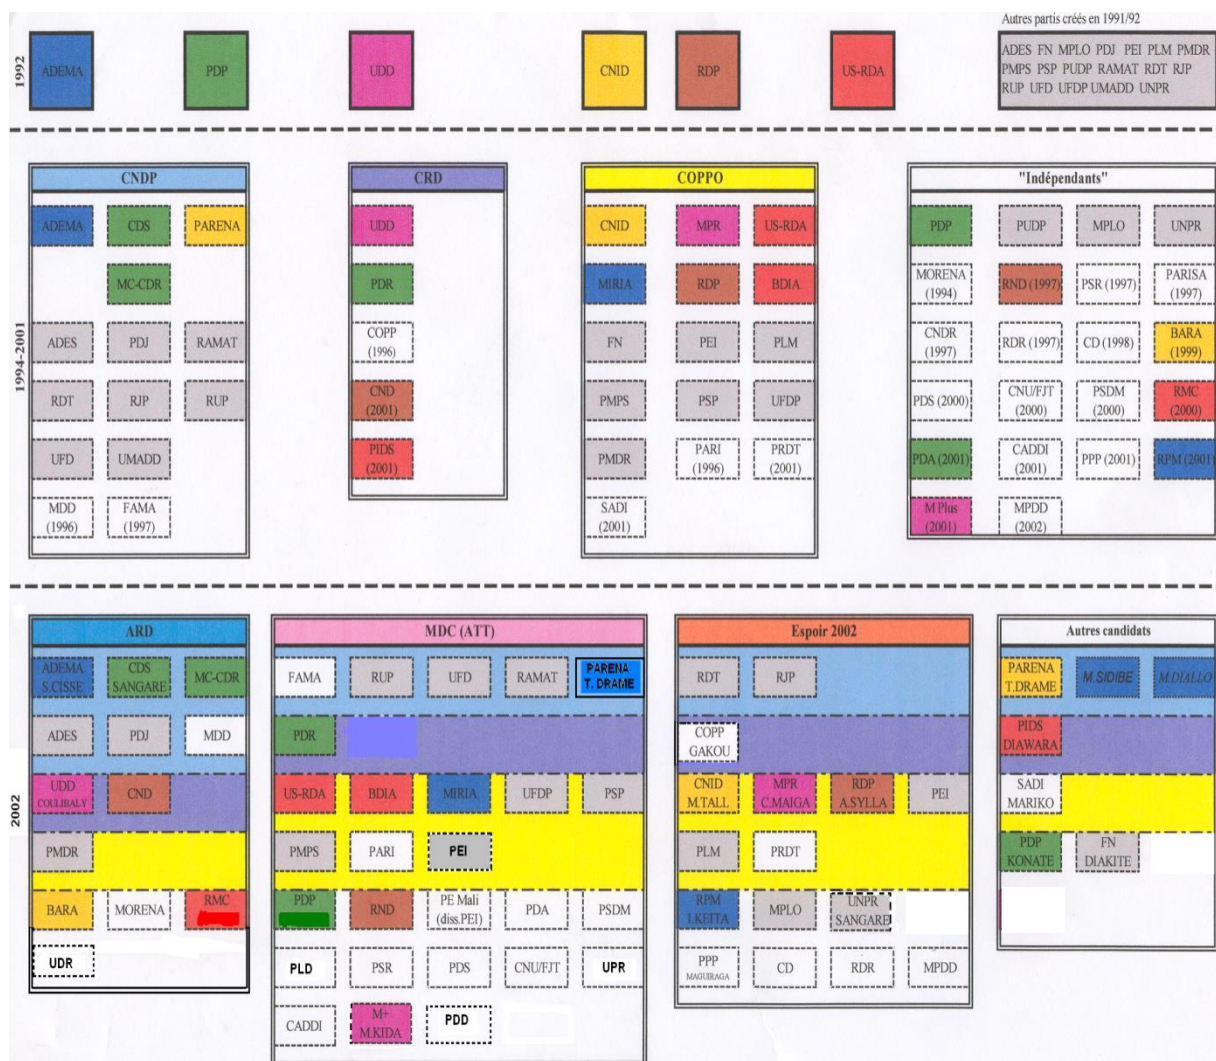 Autres partis créés en 1991/92
1992
ADEMA
PDP
UDD
CNID
RDP
US-RDA
ADES FN MPLO PDJ PEI PLM PMDR
PMPS PSP PUDP RAMAT RDT RJP
RUP UFD UFDP UMADD UNPR
1994-2001
CNDP
ADEMA CDS PARENA
MC-CDR
ADES PDJ RAMAT
RDT RJP RUP
UFD UMADD
MDD FAMA
(1996) (1997)
CRD
UDD
PDR
COPP
(1996)
CND
(2001)
PIDS
(2001)
COPPO
CNID MPR US-RDA
MIRIA RDP BDIA
FN PEI PLM
PMPS PSP UFDP
PMDR PARI PRDT
(1996) (2001)
SADI
(2001)
"Indépendants"
PDP PUDP MPLO UNPR
MORENA RND (1997) PSR (1997) PARISA
(1994) (1997)
CNDR RDR (1997) CD (1998) BARA
(1997) (1999)
PDS (2000) CNU/FJT PSDM RMC
(2000) (2000) (2000)
PDA (2001) CADDI PPP (2001) RPM (2001)
(2001)
M Plus MPDD
(2001) (2002)
2002
ARD
ADEMA CDS MC-CDR
S.CISSE SANGARE
ADES PDJ MDD
UDD CND
COULIBALY
PMDR
BARA MORENA RMC
UDR
MDC (ATT)
FAMA RUP UFD RAMAT PARENA
T. DRAME
PDR
US-RDA BDIA MIRIA UFDP PSP
PMPS PARI PEI
PDP RND PE Mali PDA PSDM
(diss.PEI)
PLD PSR PDS CNU/FJT UPR
CADDI M+ PDD
M.KIDA
Espoir 2002
RDT RJP
COPP
GAKOU
CNID MPR RDP PEI
M.TALL C.MAIGA A.SYLLA
PLM PRDT
RPM MPLO UNPR
I.KEITA SANGARE
PPP CD RDR MPDD
MAGUIRAGA
Autres candidats
PARENA M.SIDIBE M.DIALLO
T.DRAME
PIDS
DIAWARA
SADI
MARIKO
PDP FN
KONATE DIAKITE